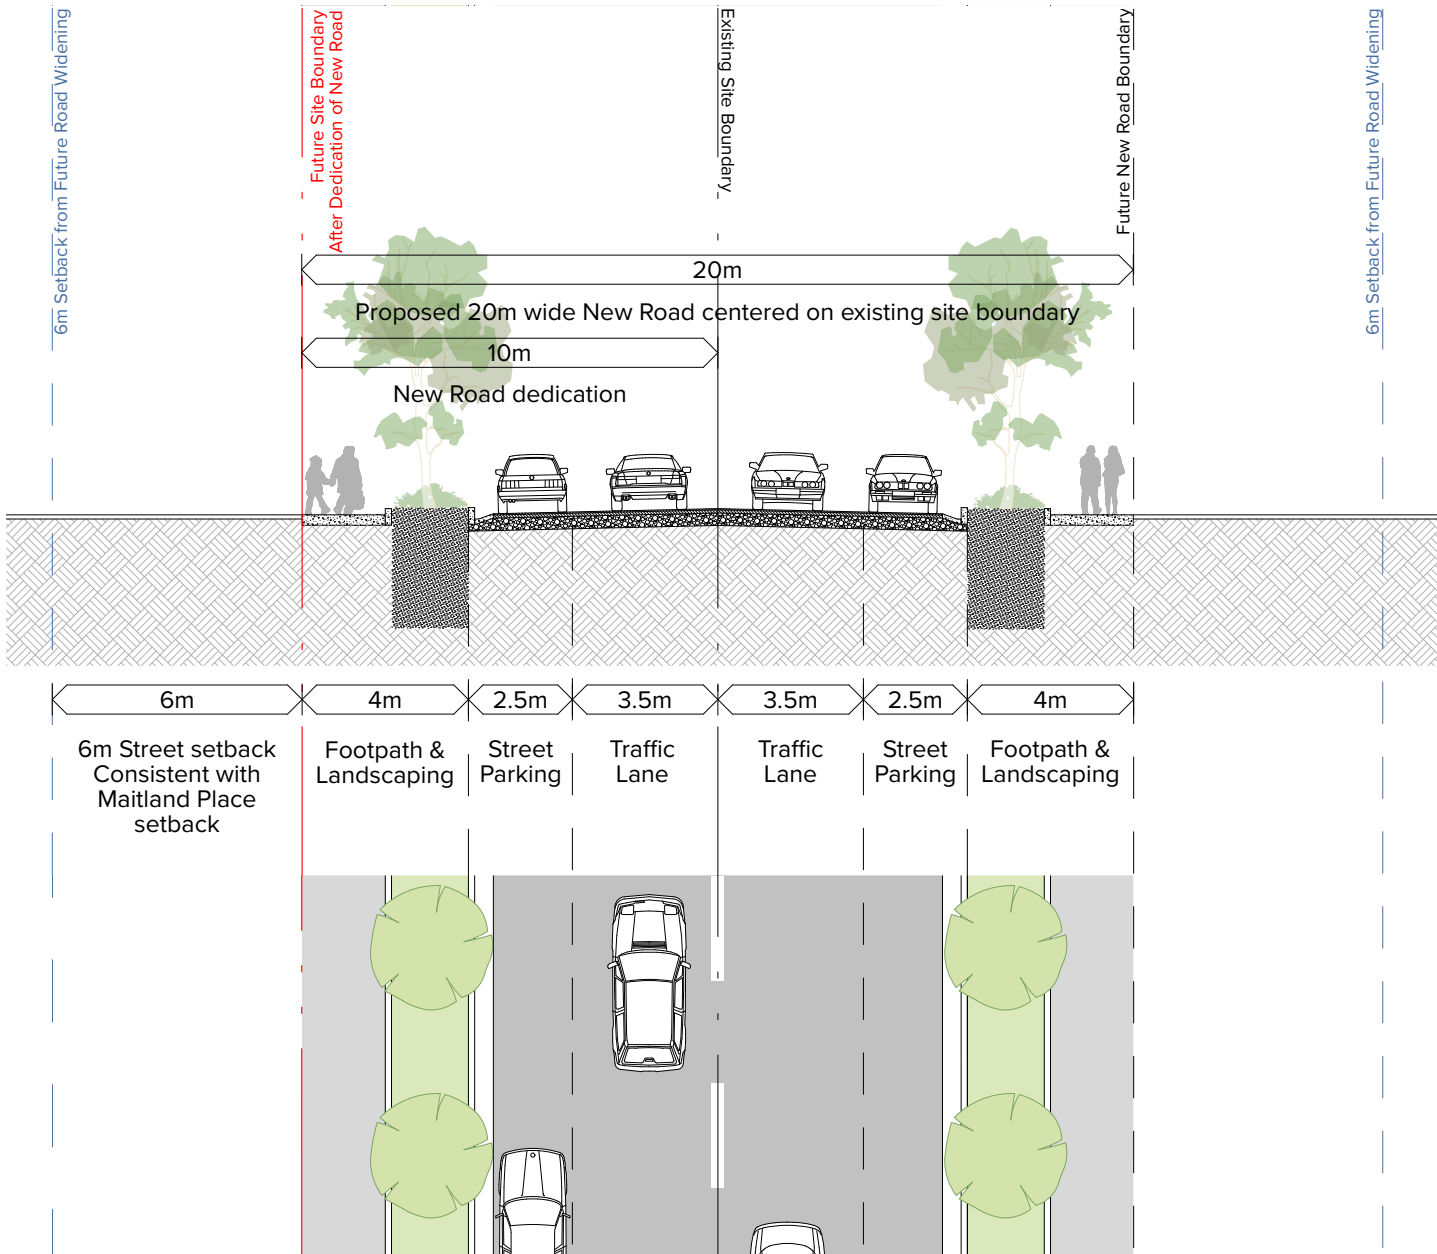 6m Setback from Future Road Widening
Future Site Boundary
After Dedication of New Road
Existing Site Boundary
Future New Road Boundary
6m Setback from Future Road Widening
20m
Proposed 20m wide New Road centered on existing site boundary
10m
New Road dedication
6m
4m
2.5m
3.5m
3.5m
2.5m
4m
6m Street setback
Consistent with
Maitland Place
setback
Footpath &
Landscaping
Street
Parking
Traffic
Lane
Traffic
Lane
Street
Parking
Footpath &
Landscaping